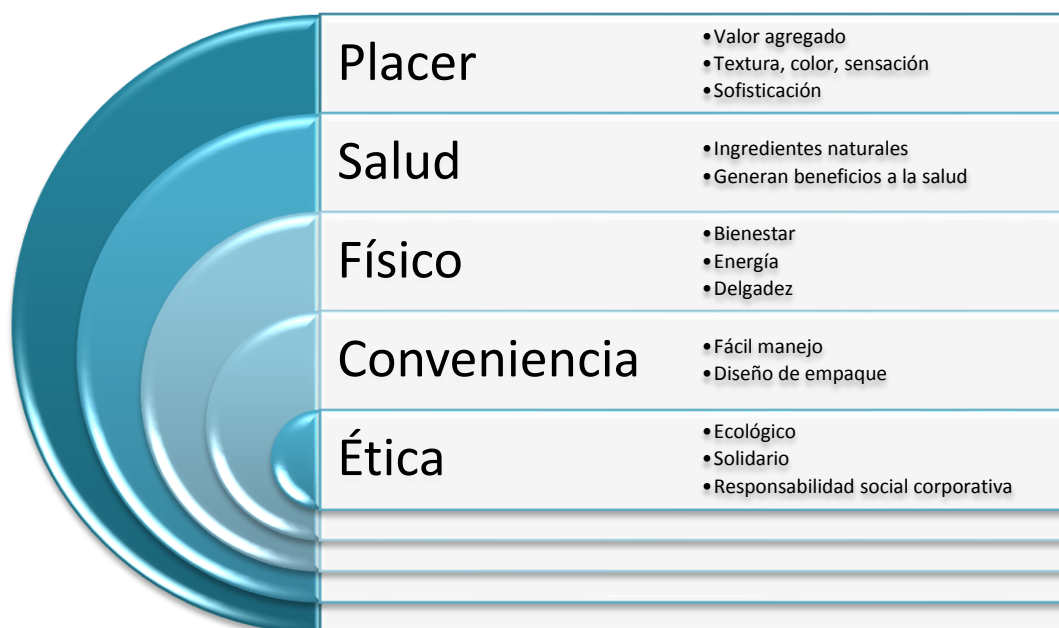 Placer
•Valor agregado
•Textura, color, sensación
•Sofisticación
Salud
•Ingredientes naturales
•Generan beneficios a la salud
Físico
•Bienestar
•Energía
•Delgadez
Conveniencia
•Fácil manejo
•Diseño de empaque
Ética
•Ecológico
•Solidario
•Responsabilidad social corporativa